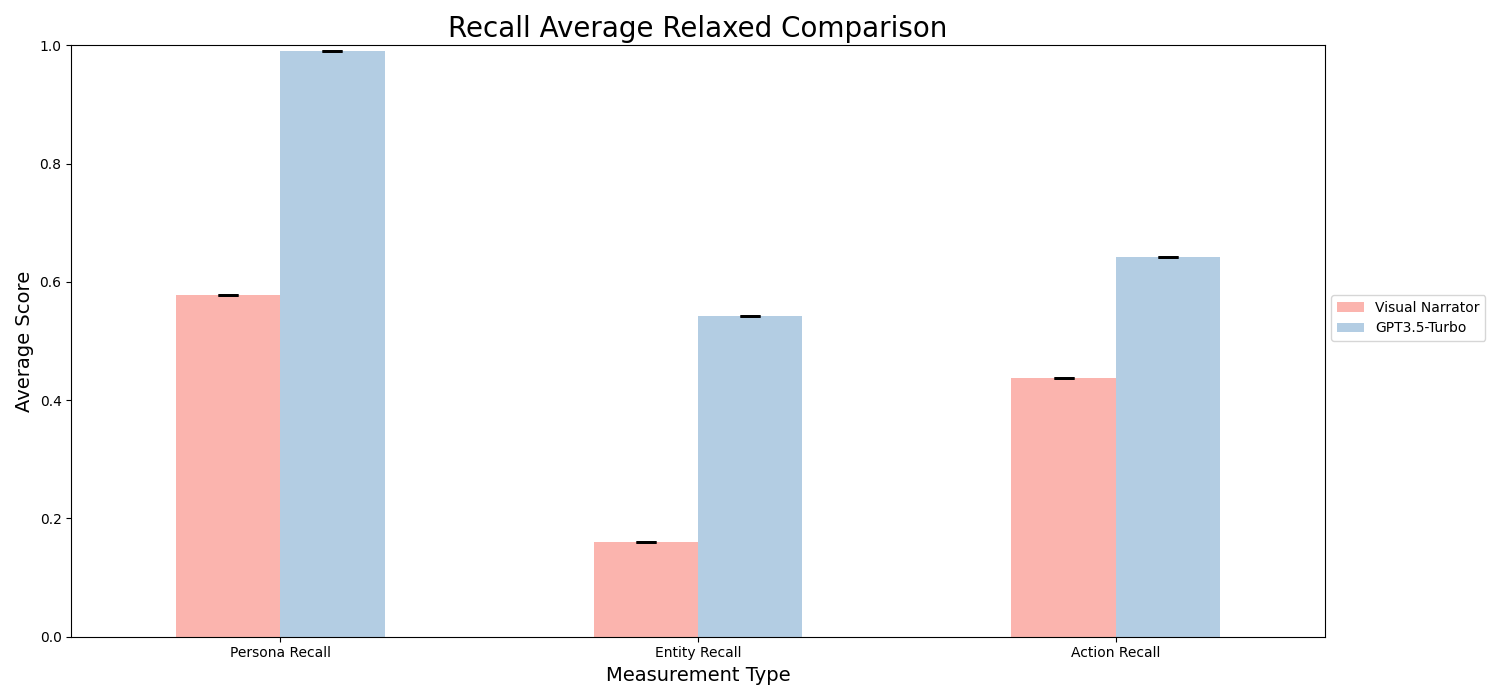 Recall Average Relaxed Comparison
Average Score
1.0
0.8
0.6
0.4
0.2
0.0
Persona Recall
Entity Recall
Action Recall
Measurement Type
Visual Narrator
GPT3.5-Turbo